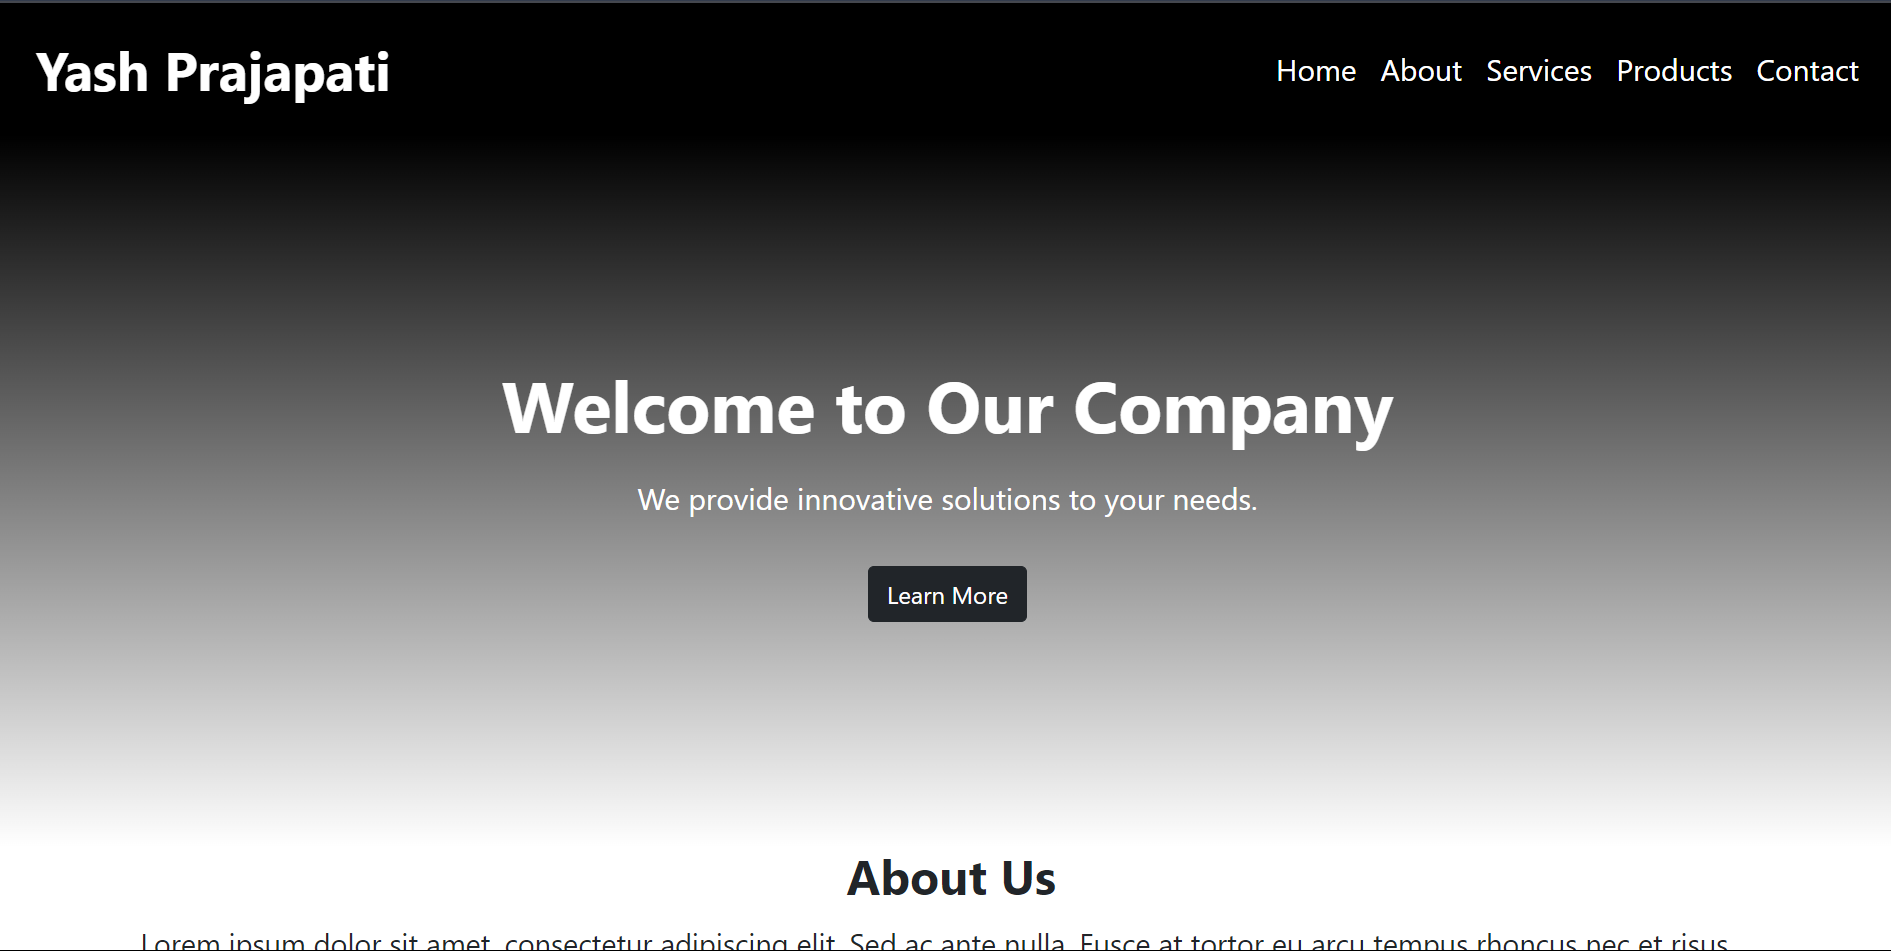 Yash Prajapati
Home About Services Products Contact
Welcome to Our Company
We provide innovative solutions to your needs.
Learn More
About Us
Lorem ipsum dolor sit amet, consectetur adipiscing elit. Sed ac ante nulla. Fusce at tortor eu arcu tempus rhoncus nec et risus.